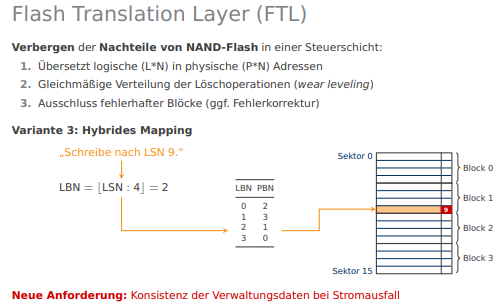 Flash Translation Layer (FTL)
Verbergen der Nachteile von NAND-Flash in einer Steuerschicht:
1. Übersetzt logische (L*N) in physische (P*N) Adressen
2. Gleichmäßige Verteilung der Löschoperationen (wear leveling)
3. Ausschluss fehlerhafter Blöcke (ggf. Fehlerkorrektur)
Variante 3: Hybrides Mapping
„Schreibe nach LSN 9.“
LBN = ⌊LSN : 4⌋ = 2
LBN PBN
0 2
1 3
2 1
3 0
Sektor 0
Block 0
Block 1
9
Block 2
Block 3
Sektor 15
Neue Anforderung: Konsistenz der Verwaltungsdaten bei Stromausfall